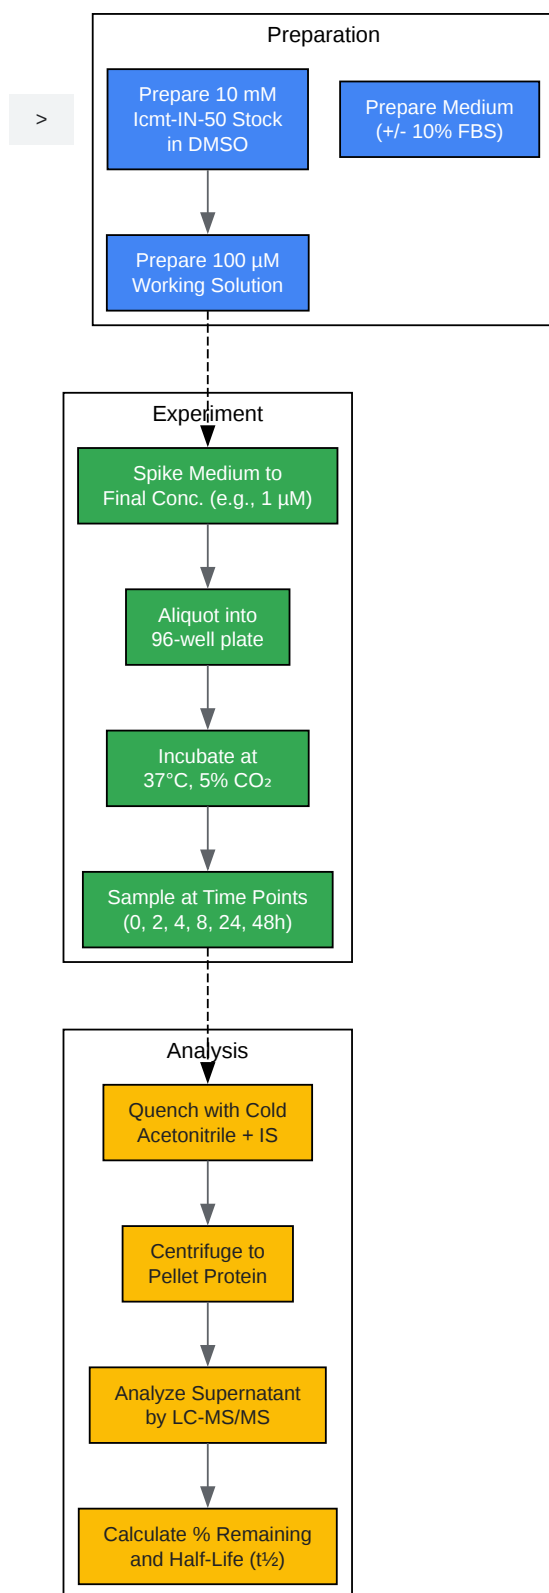 Preparation
>
Prepare 10 mM
Icmt-IN-50 Stock
in DMSO
Prepare Medium
(+/- 10% FBS)
Prepare 100 µM
Working Solution
Experiment
Spike Medium to
Final Conc. (e.g., 1 µM)
Aliquot into
96-well plate
Incubate at
37°C, 5% CO₂
Sample at Time Points
(0, 2, 4, 8, 24, 48h)
Analysis
Quench with Cold
Acetonitrile + IS
Centrifuge to
Pellet Protein
Analyze Supernatant
by LC-MS/MS
Calculate % Remaining
and Half-Life (t½)